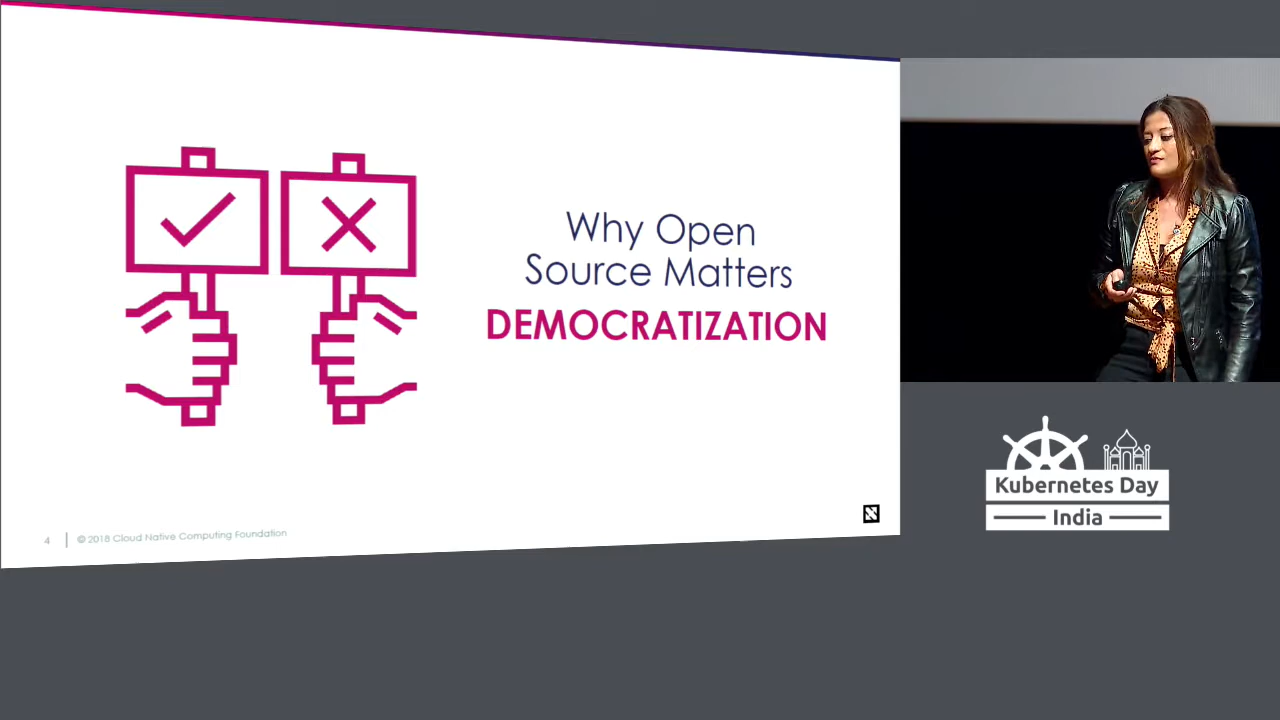 Why Open
Source Matters
DEMOCRATIZATION
4 | © 2018 Cloud Native Computing Foundation
Kubernetes Day
India